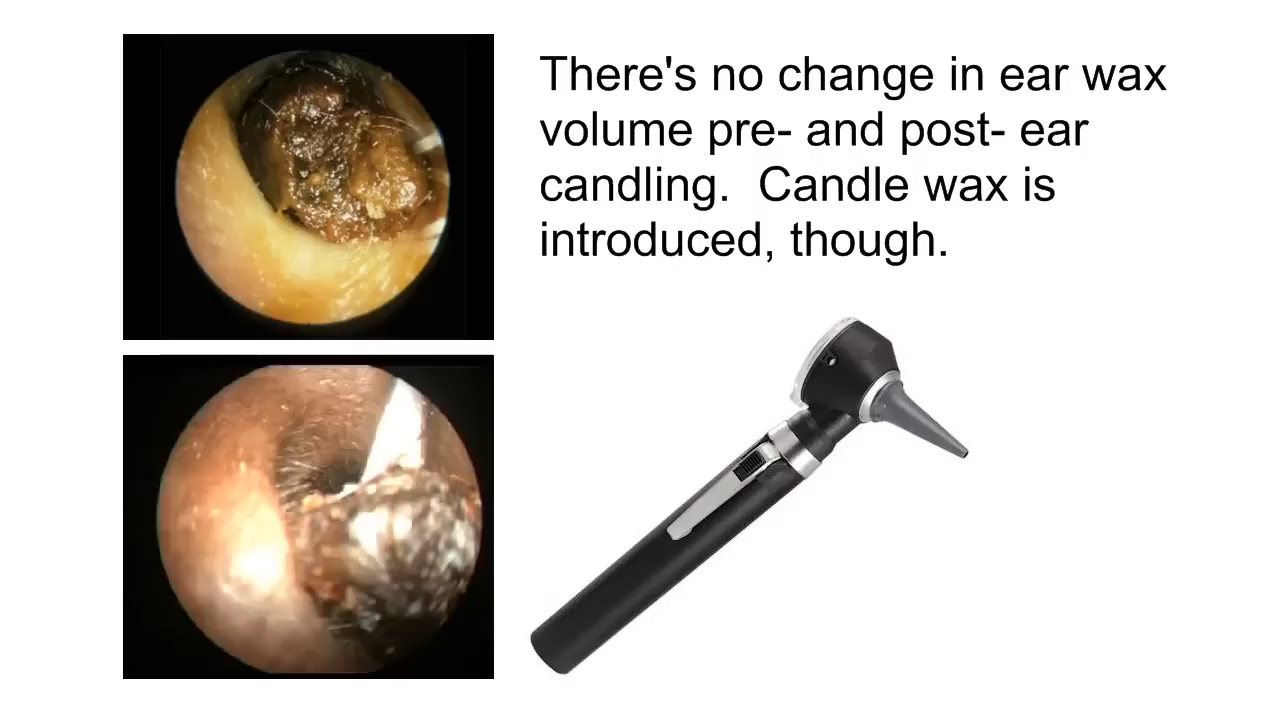 There's no change in ear wax
volume pre- and post- ear
candling.  Candle wax is
introduced, though.